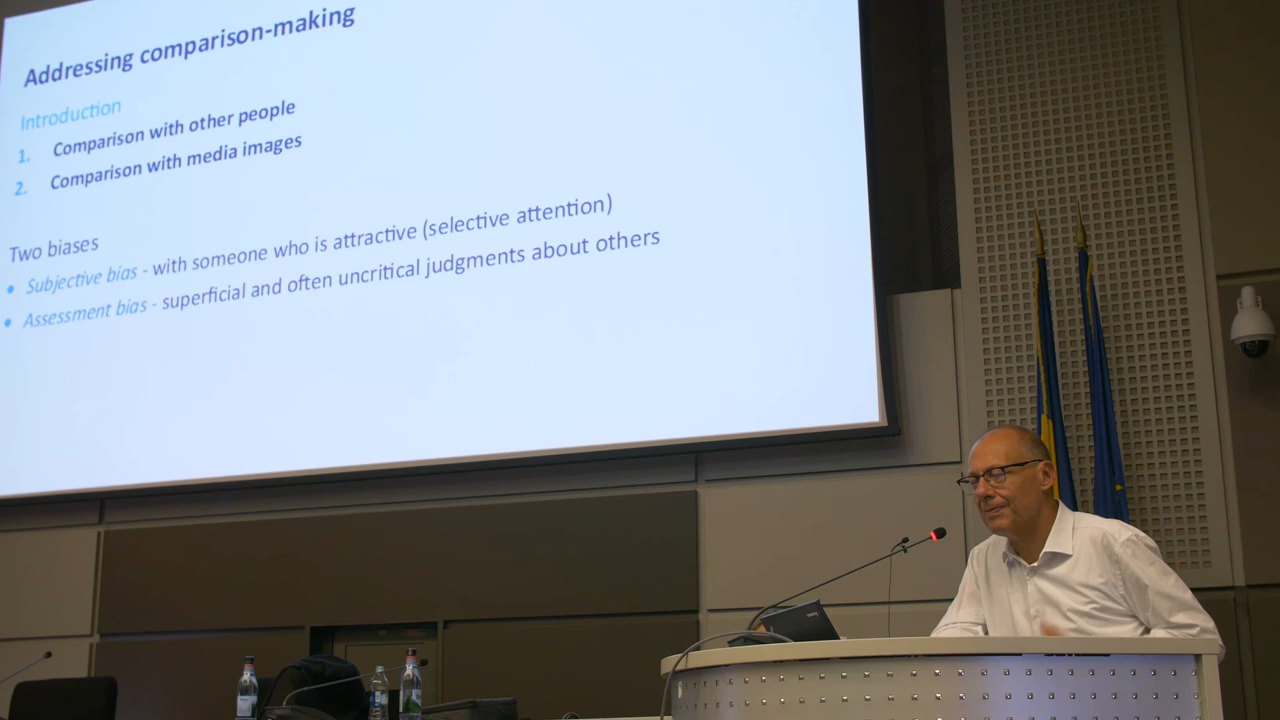 Addressing comparison-making
Introduction
1. Comparison with other people
2. Comparison with media images
Two biases
• Subjective bias - with someone who is attractive (selective attention)
• Assessment bias - superficial and often uncritical judgments about others